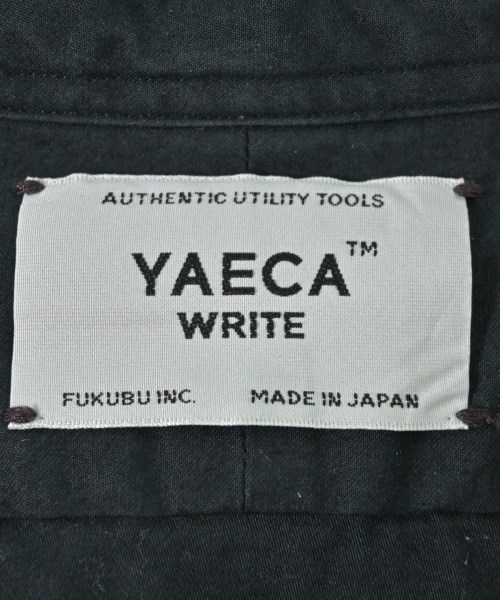 AUTHENTIC UTILITY TOOLS
YAECA™
WRITE
FUKUBU INC. MADE IN JAPAN